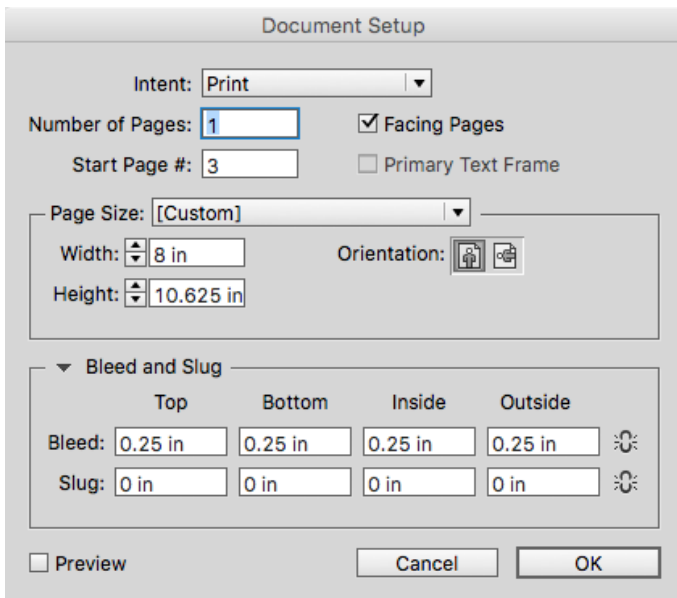 Document Setup
Intent: Print
Number of Pages: 1
Facing Pages
Start Page #: 3
Primary Text Frame
Page Size: [Custom]
Width: 8 in
Orientation:
Height: 10.625 in
Bleed and Slug
Top Bottom Inside Outside
Bleed: 0.25 in 0.25 in 0.25 in 0.25 in
Slug: 0 in 0 in 0 in 0 in
Preview
Cancel
OK